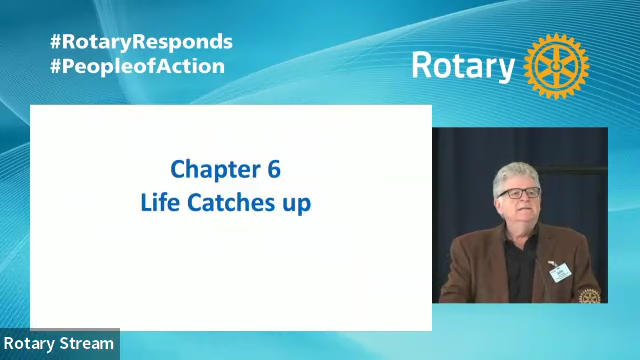 #RotaryResponds
#PeopleofAction
Rotary
Chapter 6
Life Catches up
Rotary Stream